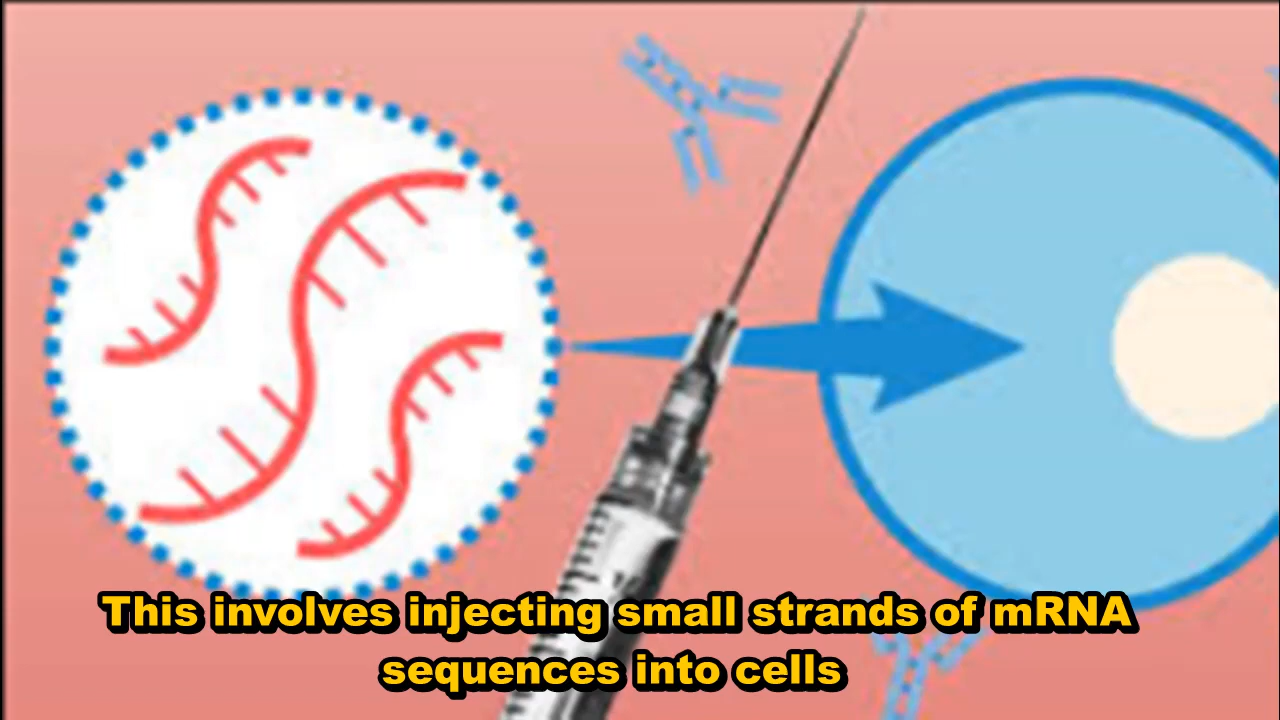 This involves injecting small strands of mRNA
sequences into cells